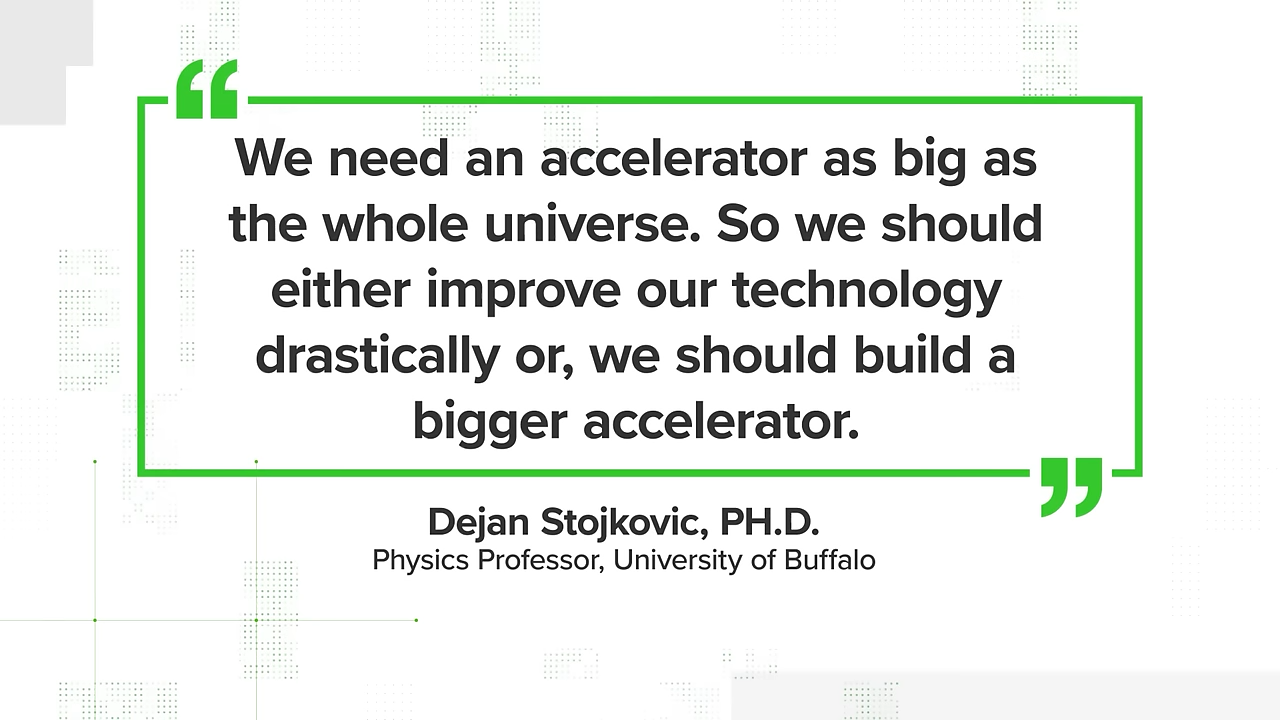 “
We need an accelerator as big as
the whole universe. So we should
either improve our technology
drastically or, we should build a
bigger accelerator.
”
Dejan Stojkovic, PH.D.
Physics Professor, University of Buffalo